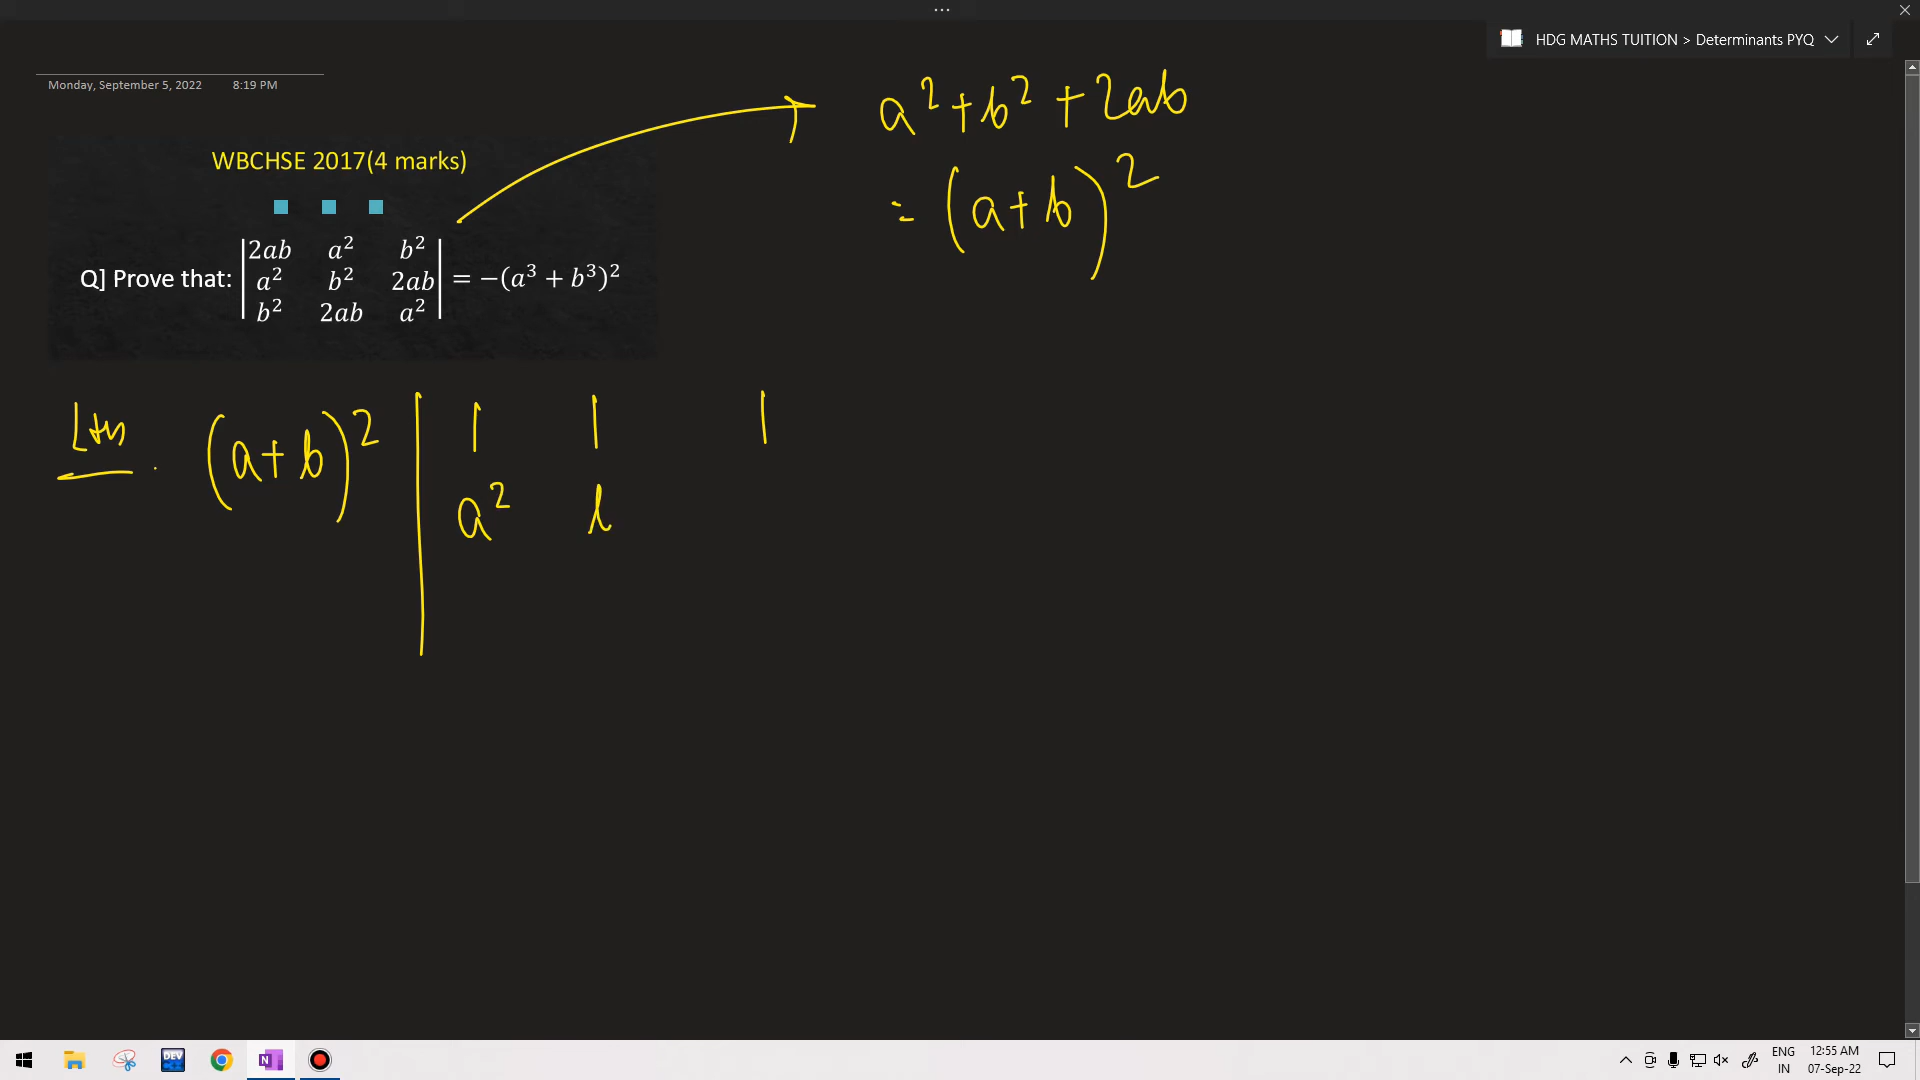 HDG MATHS TUITION > Determinants PYQ
Monday, September 5, 2022 8:19 PM
a² + b² + 2ab
= (a+b)²
WBCHSE 2017(4 marks)
|2ab a² b²|
Q] Prove that: |a² b² 2ab| = −(a³ + b³)²
|b² 2ab a²|
LHS (a+b)² | 1 1 1
a² l
DEV
N
ENG 12:55 AM
IN 07-Sep-22